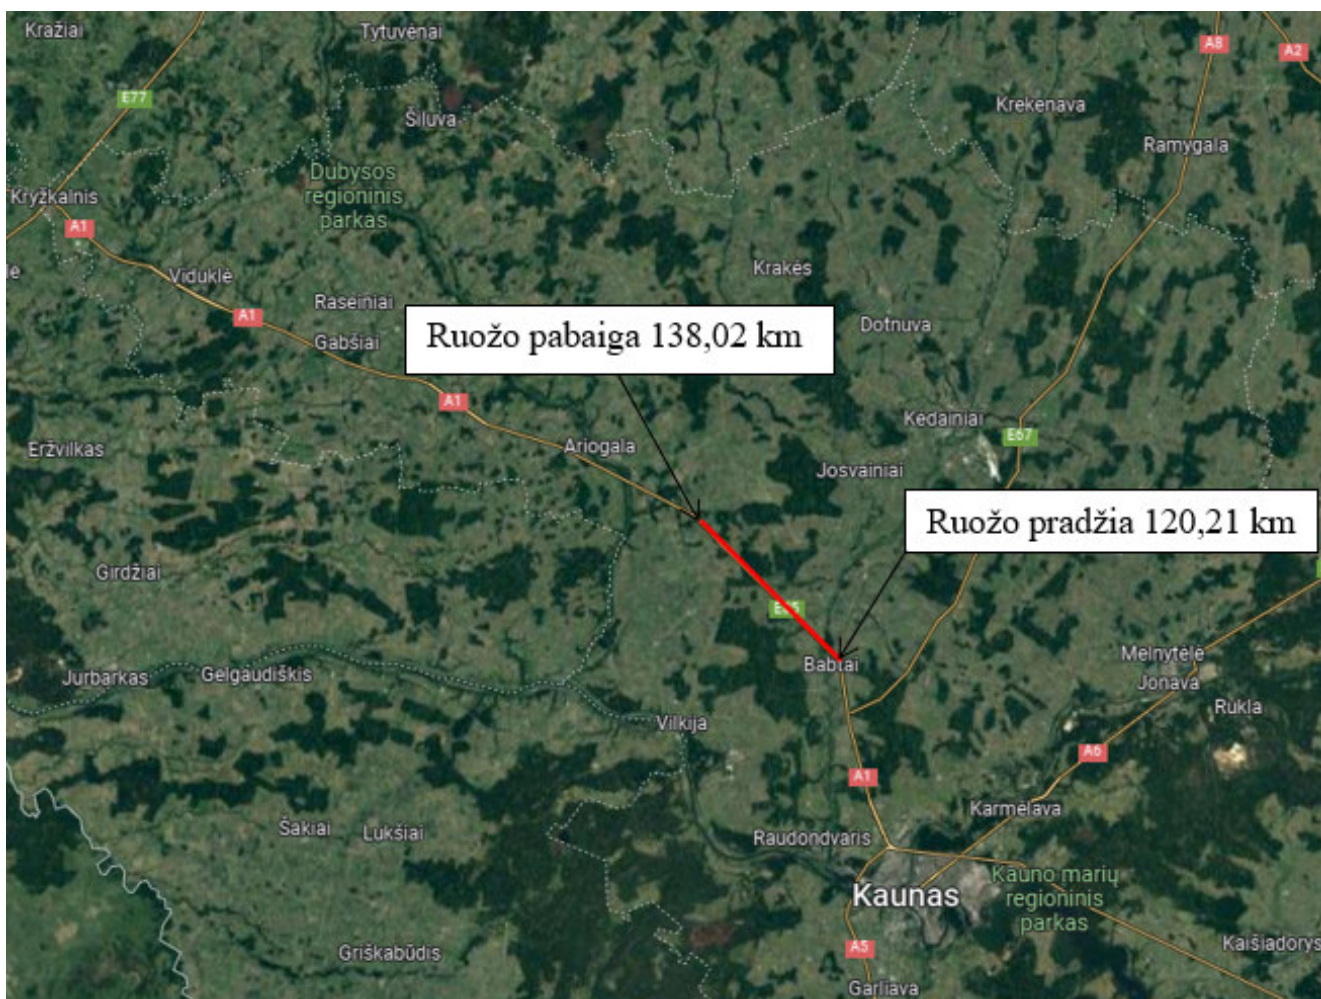 Kražiai
Tytuvėnai
A8
A2
E77
Šiluva
Krekenava
Ramygala
Dubysos
regioninis
parkas
Kryžkalnis
A1
Viduklė
Krakės
Raseiniai
A1
Gabšiai
Ruožo pabaiga 138,02 km
Dotnuva
A1
Kėdainiai
E67
Ariogala
Eržvilkas
Josvainiai
Ruožo pradžia 120,21 km
Girdžiai
E85
Babtai
Melnytėlė
Jonava
Jurbarkas
Gelgaudiškis
Rukla
Vilkija
A6
A1
Karmėlava
Šakiai
Lukšiai
Raudondvaris
Kauno marių
regioninis
parkas
Kaunas
Kaišiadorys
Griškabūdis
A5
Garliava